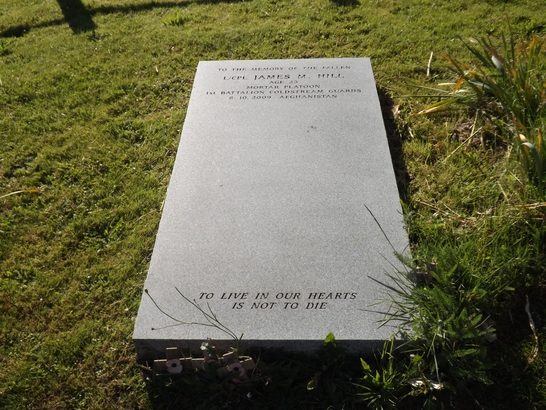 TO THE MEMORY OF THE FALLEN
L/CPL JAMES M. HILL
AGE 23
MORTAR PLATOON
1ST BATTALION COLDSTREAM GUARDS
8.10.2009. AFGHANISTAN
TO LIVE IN OUR HEARTS
IS NOT TO DIE